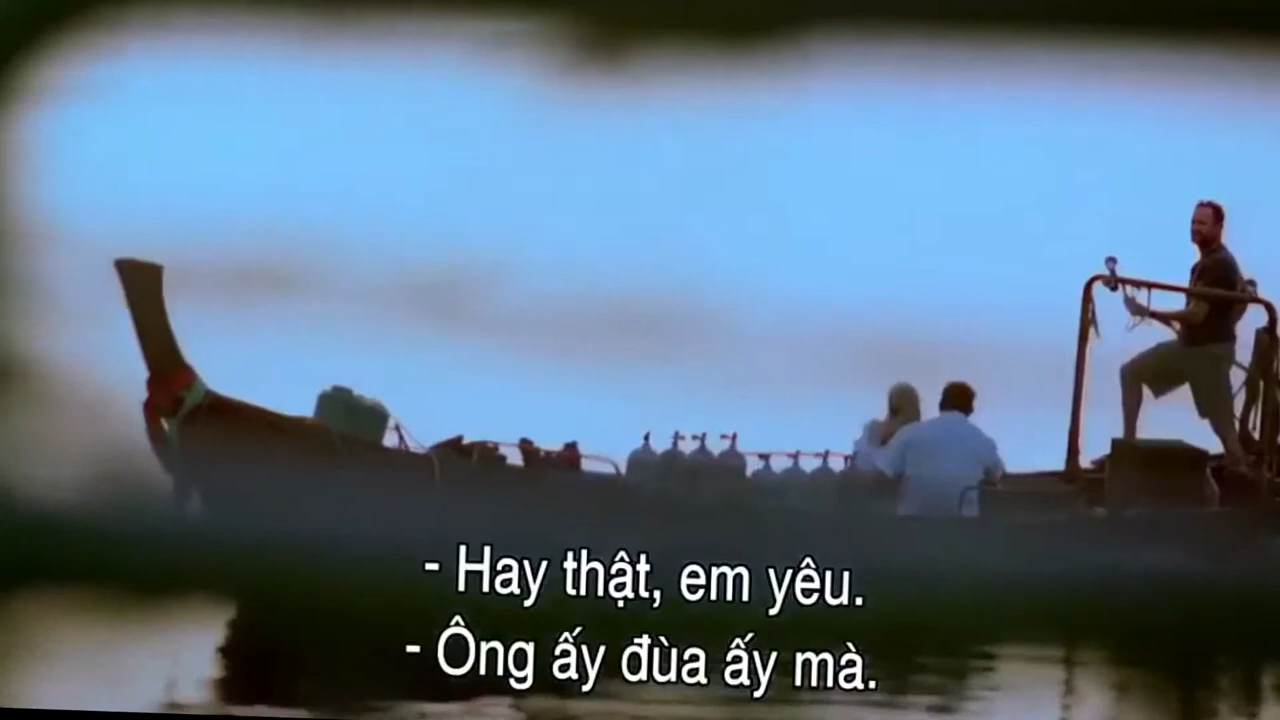 - Hay thật, em yêu.
- Ông ấy đùa ấy mà.